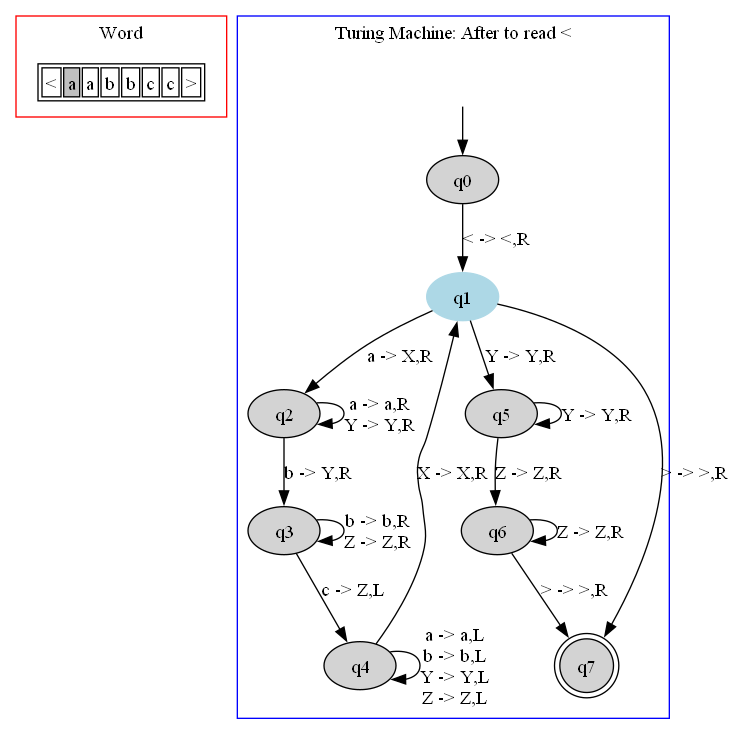 Word
< a a b b c c >
Turing Machine: After to read <
q0
< -> <,R
q1
a -> X,R
Y -> Y,R
q2
a -> a,R
Y -> Y,R
q5
Y -> Y,R
b -> Y,R
X -> X,R
Z -> Z,R
> -> >,R
q3
b -> b,R
Z -> Z,R
q6
Z -> Z,R
c -> Z,L
> -> >,R
q4
a -> a,L
b -> b,L
Y -> Y,L
Z -> Z,L
q7